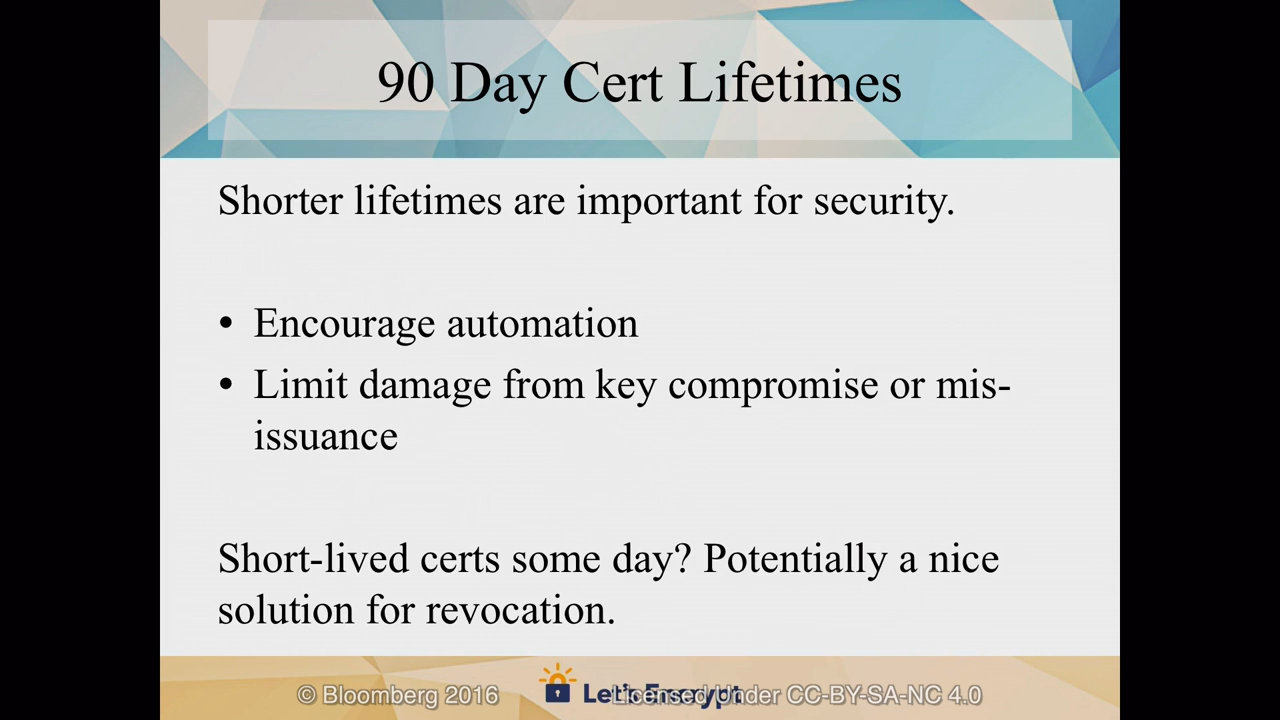 90 Day Cert Lifetimes
Shorter lifetimes are important for security.
• Encourage automation
• Limit damage from key compromise or mis-
issuance
Short-lived certs some day? Potentially a nice
solution for revocation.
© Bloomberg 2016
Let's Encrypt
Licensed Under CC-BY-SA-NC 4.0